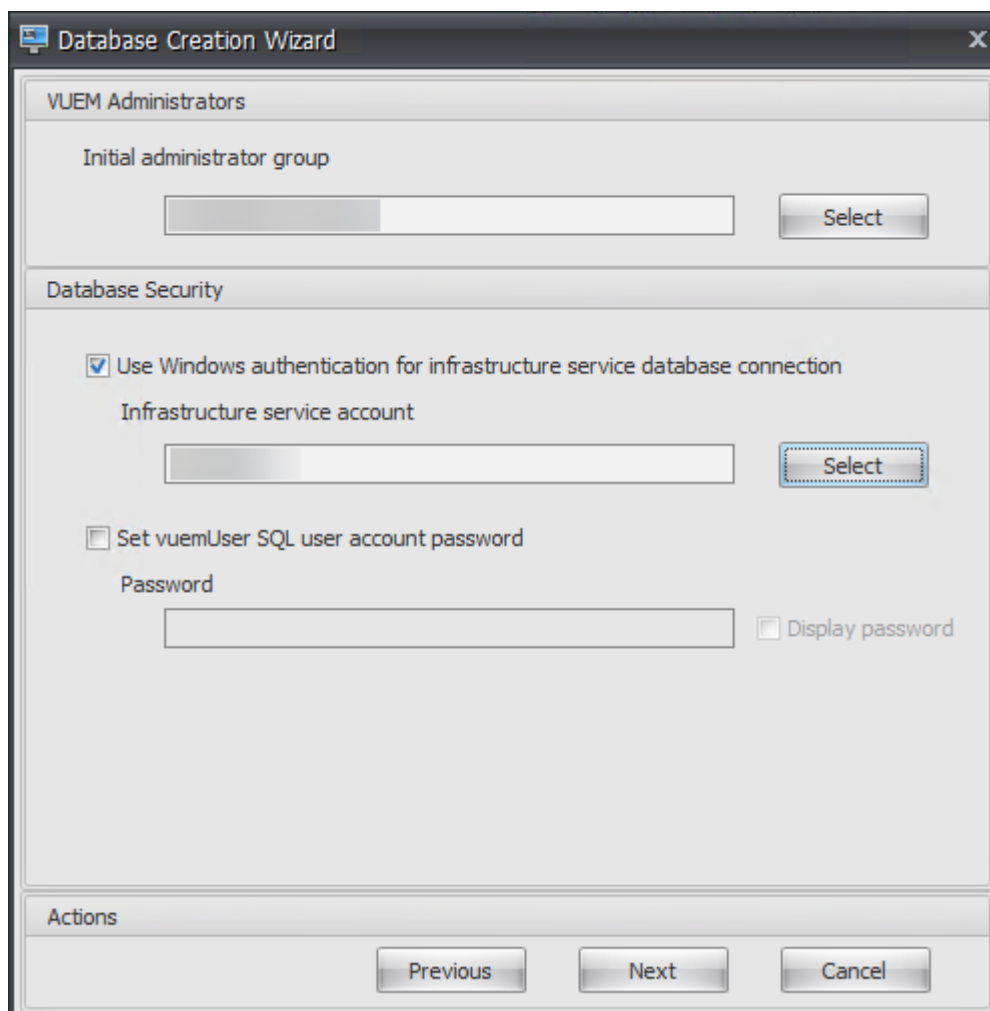 Database Creation Wizard
VUEM Administrators
Initial administrator group
Select
Database Security
Use Windows authentication for infrastructure service database connection
Infrastructure service account
Select
Set vuemUser SQL user account password
Password
Display password
Actions
Previous Next Cancel